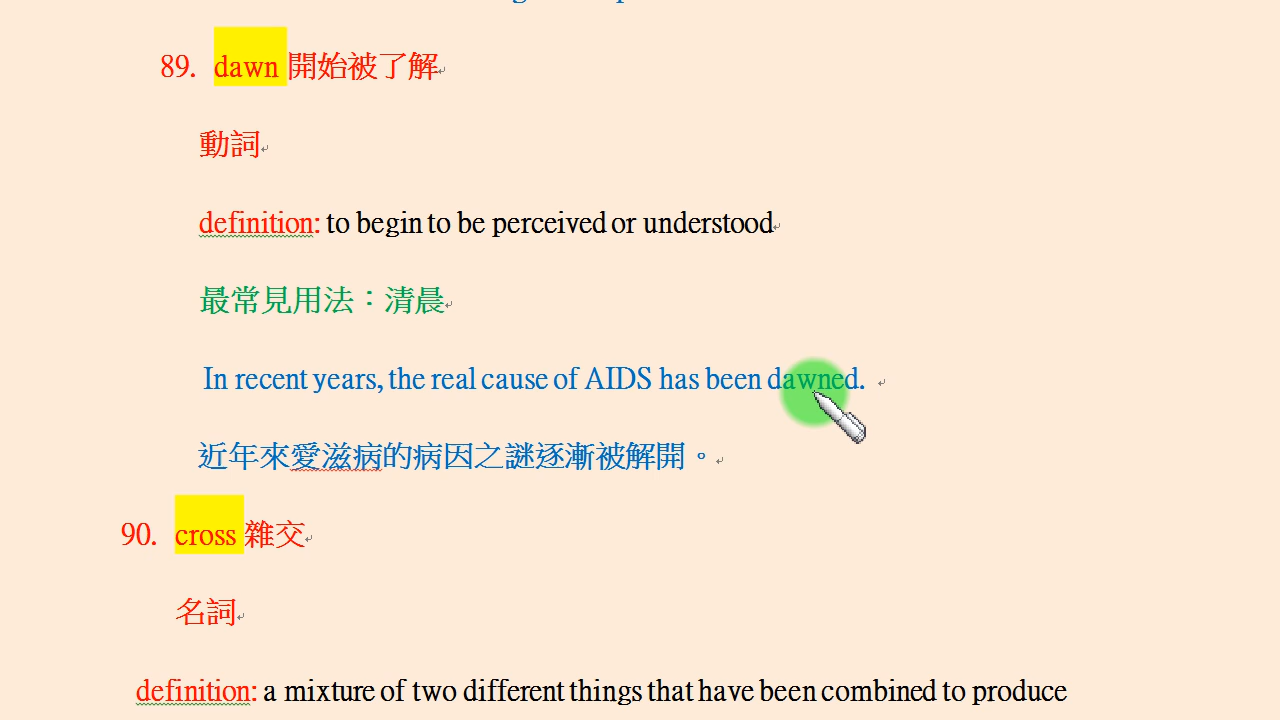 89. dawn 開始被了解
動詞
definition: to begin to be perceived or understood
最常見用法：清晨
In recent years, the real cause of AIDS has been dawned.
近年來愛滋病的病因之謎逐漸被解開。
90. cross 雜交
名詞
definition: a mixture of two different things that have been combined to produce